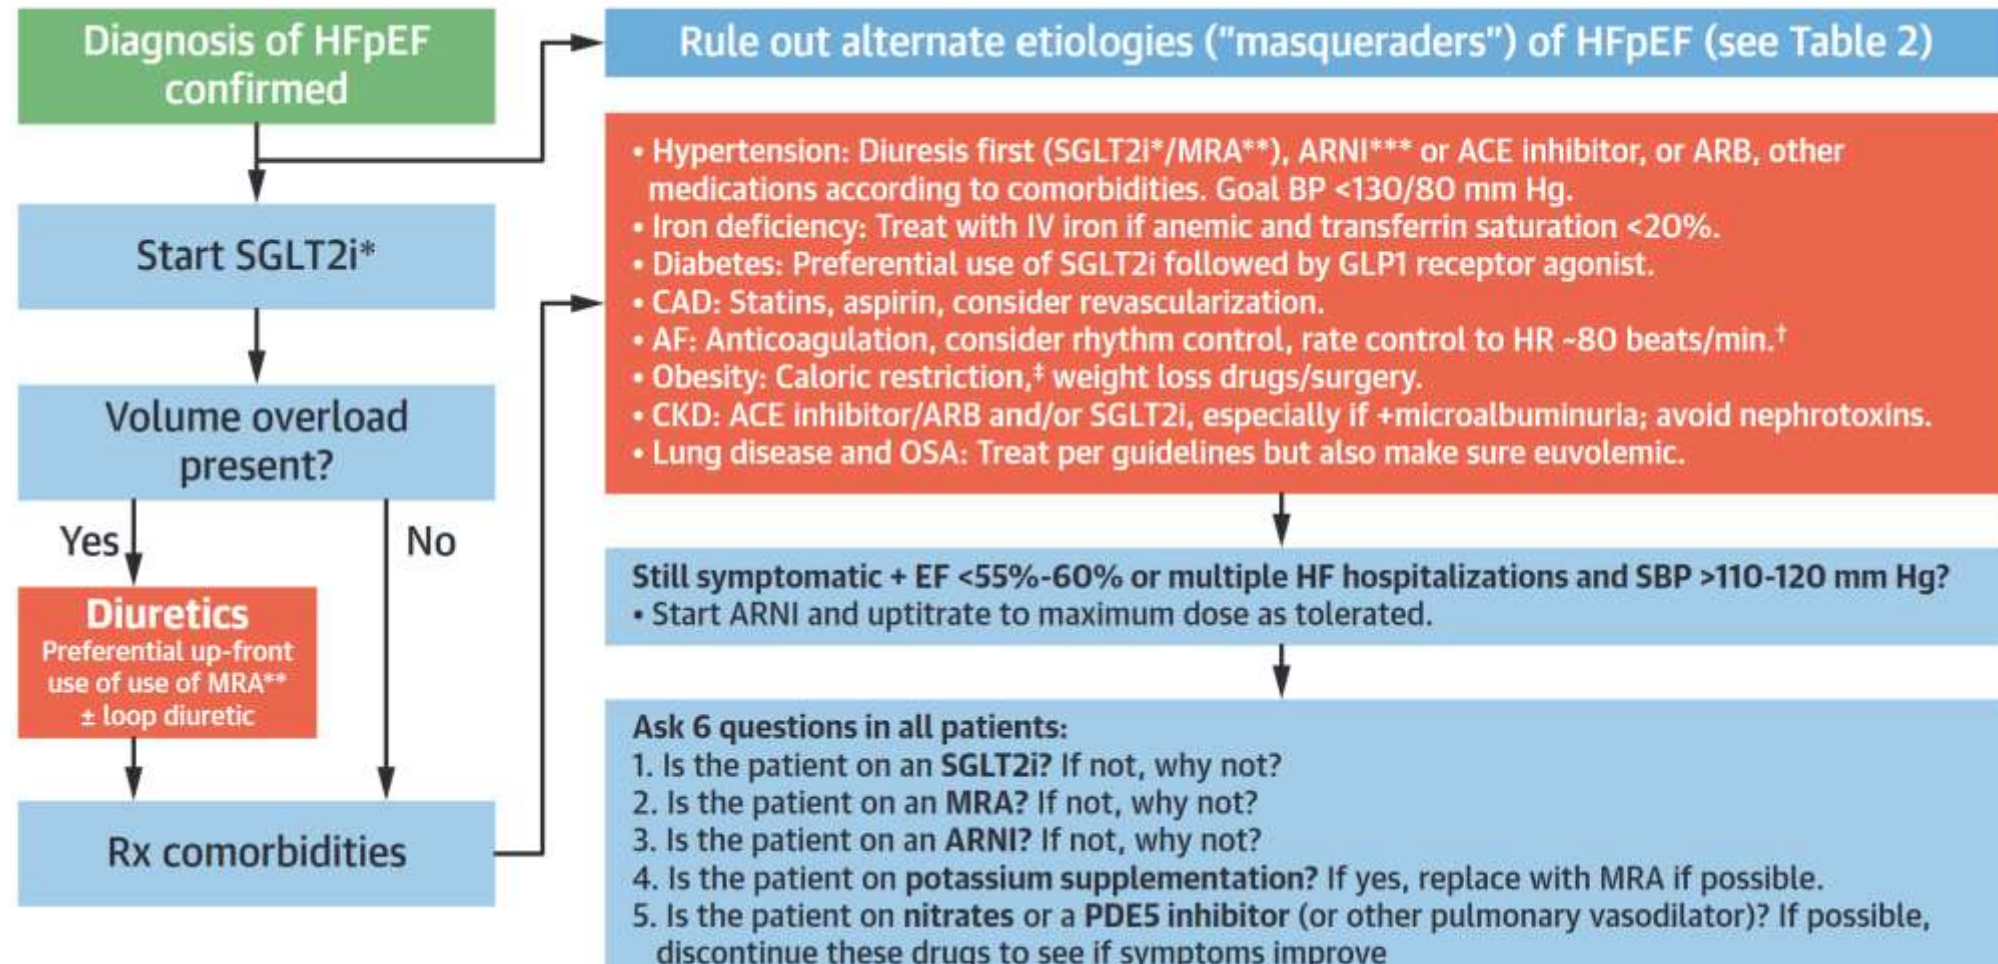 Diagnosis of HFpEF
confirmed
Rule out alternate etiologies ("masqueraders") of HFpEF (see Table 2)
Start SGLT2i*
Volume overload
present?
Yes
No
Diuretics
Preferential up-front
use of use of MRA**
± loop diuretic
Rx comorbidities
• Hypertension: Diuresis first (SGLT2i*/MRA**), ARNI*** or ACE inhibitor, or ARB, other
medications according to comorbidities. Goal BP <130/80 mm Hg.
• Iron deficiency: Treat with IV iron if anemic and transferrin saturation <20%.
• Diabetes: Preferential use of SGLT2i followed by GLP1 receptor agonist.
• CAD: Statins, aspirin, consider revascularization.
• AF: Anticoagulation, consider rhythm control, rate control to HR ~80 beats/min.†
• Obesity: Caloric restriction,‡ weight loss drugs/surgery.
• CKD: ACE inhibitor/ARB and/or SGLT2i, especially if +microalbuminuria; avoid nephrotoxins.
• Lung disease and OSA: Treat per guidelines but also make sure euvolemic.
Still symptomatic + EF <55%-60% or multiple HF hospitalizations and SBP >110-120 mm Hg?
• Start ARNI and uptitrate to maximum dose as tolerated.
Ask 6 questions in all patients:
1. Is the patient on an SGLT2i? If not, why not?
2. Is the patient on an MRA? If not, why not?
3. Is the patient on an ARNI? If not, why not?
4. Is the patient on potassium supplementation? If yes, replace with MRA if possible.
5. Is the patient on nitrates or a PDE5 inhibitor (or other pulmonary vasodilator)? If possible,
discontinue these drugs to see if symptoms improve